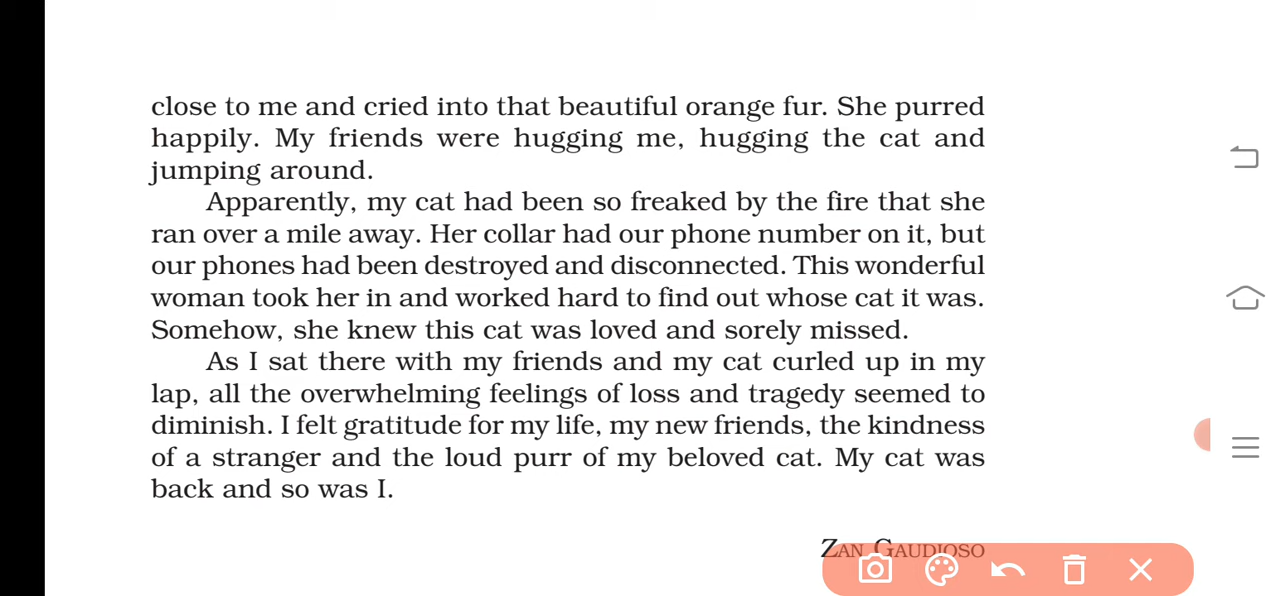 close to me and cried into that beautiful orange fur. She purred
happily. My friends were hugging me, hugging the cat and
jumping around.
Apparently, my cat had been so freaked by the fire that she
ran over a mile away. Her collar had our phone number on it, but
our phones had been destroyed and disconnected. This wonderful
woman took her in and worked hard to find out whose cat it was.
Somehow, she knew this cat was loved and sorely missed.
As I sat there with my friends and my cat curled up in my
lap, all the overwhelming feelings of loss and tragedy seemed to
diminish. I felt gratitude for my life, my new friends, the kindness
of a stranger and the loud purr of my beloved cat. My cat was
back and so was I.
ZAN GAUDIOSO